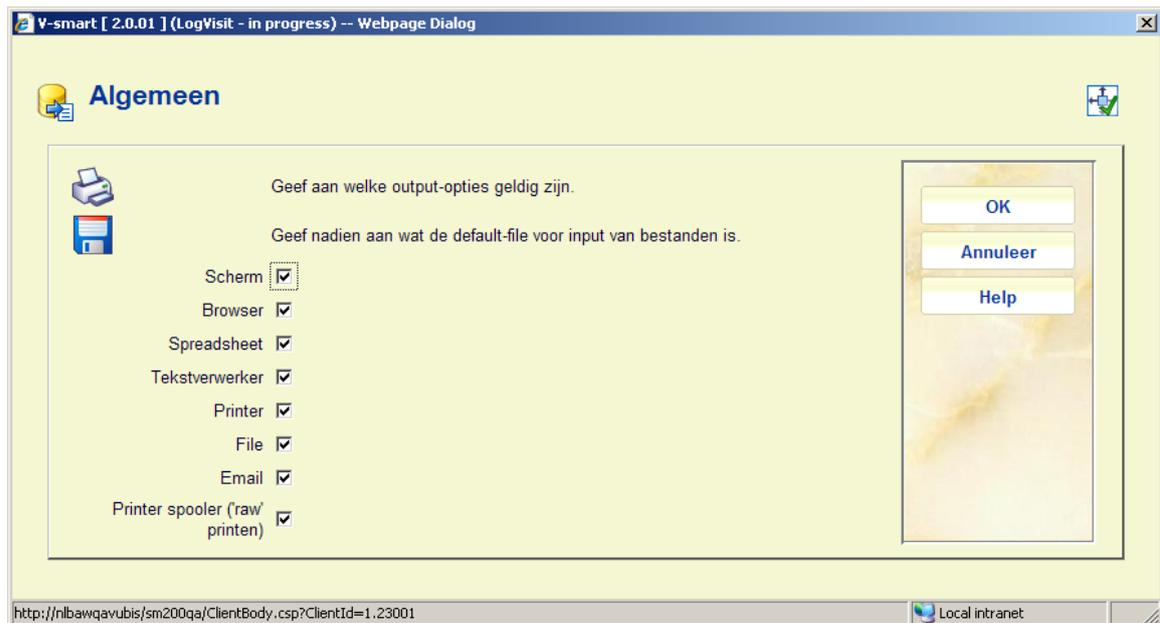 V-smart [ 2.0.01 ] (LogVisit - in progress) -- Webpage Dialog
Algemeen
Geef aan welke output-opties geldig zijn.
Geef nadien aan wat de default-file voor input van bestanden is.
Scherm
Browser
Spreadsheet
Tekstverwerker
Printer
File
Email
Printer spooler ('raw'
printen)
OK
Annuleer
Help
http://nlbawqavubis/sm200qa/ClientBody.csp?ClientId=1.23001
Local intranet